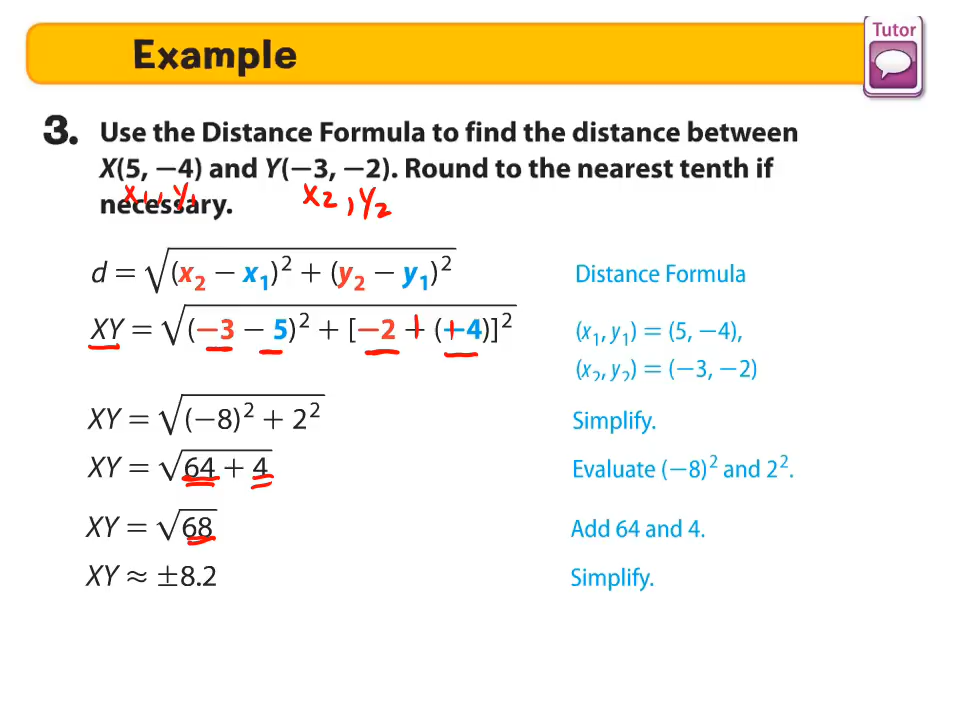 Tutor
Example
3. Use the Distance Formula to find the distance between
X(5, −4) and Y(−3, −2). Round to the nearest tenth if
necessary.
x₁, y₁ x₂, y₂
d = √((x₂ − x₁)² + (y₂ − y₁)²) Distance Formula
XY = √((−3 − 5)² + [−2 + (+4)]²) (x₁, y₁) = (5, −4),
(x₂, y₂) = (−3, −2)
XY = √((−8)² + 2²) Simplify.
XY = √(64 + 4) Evaluate (−8)² and 2².
XY = √68 Add 64 and 4.
XY ≈ ±8.2 Simplify.